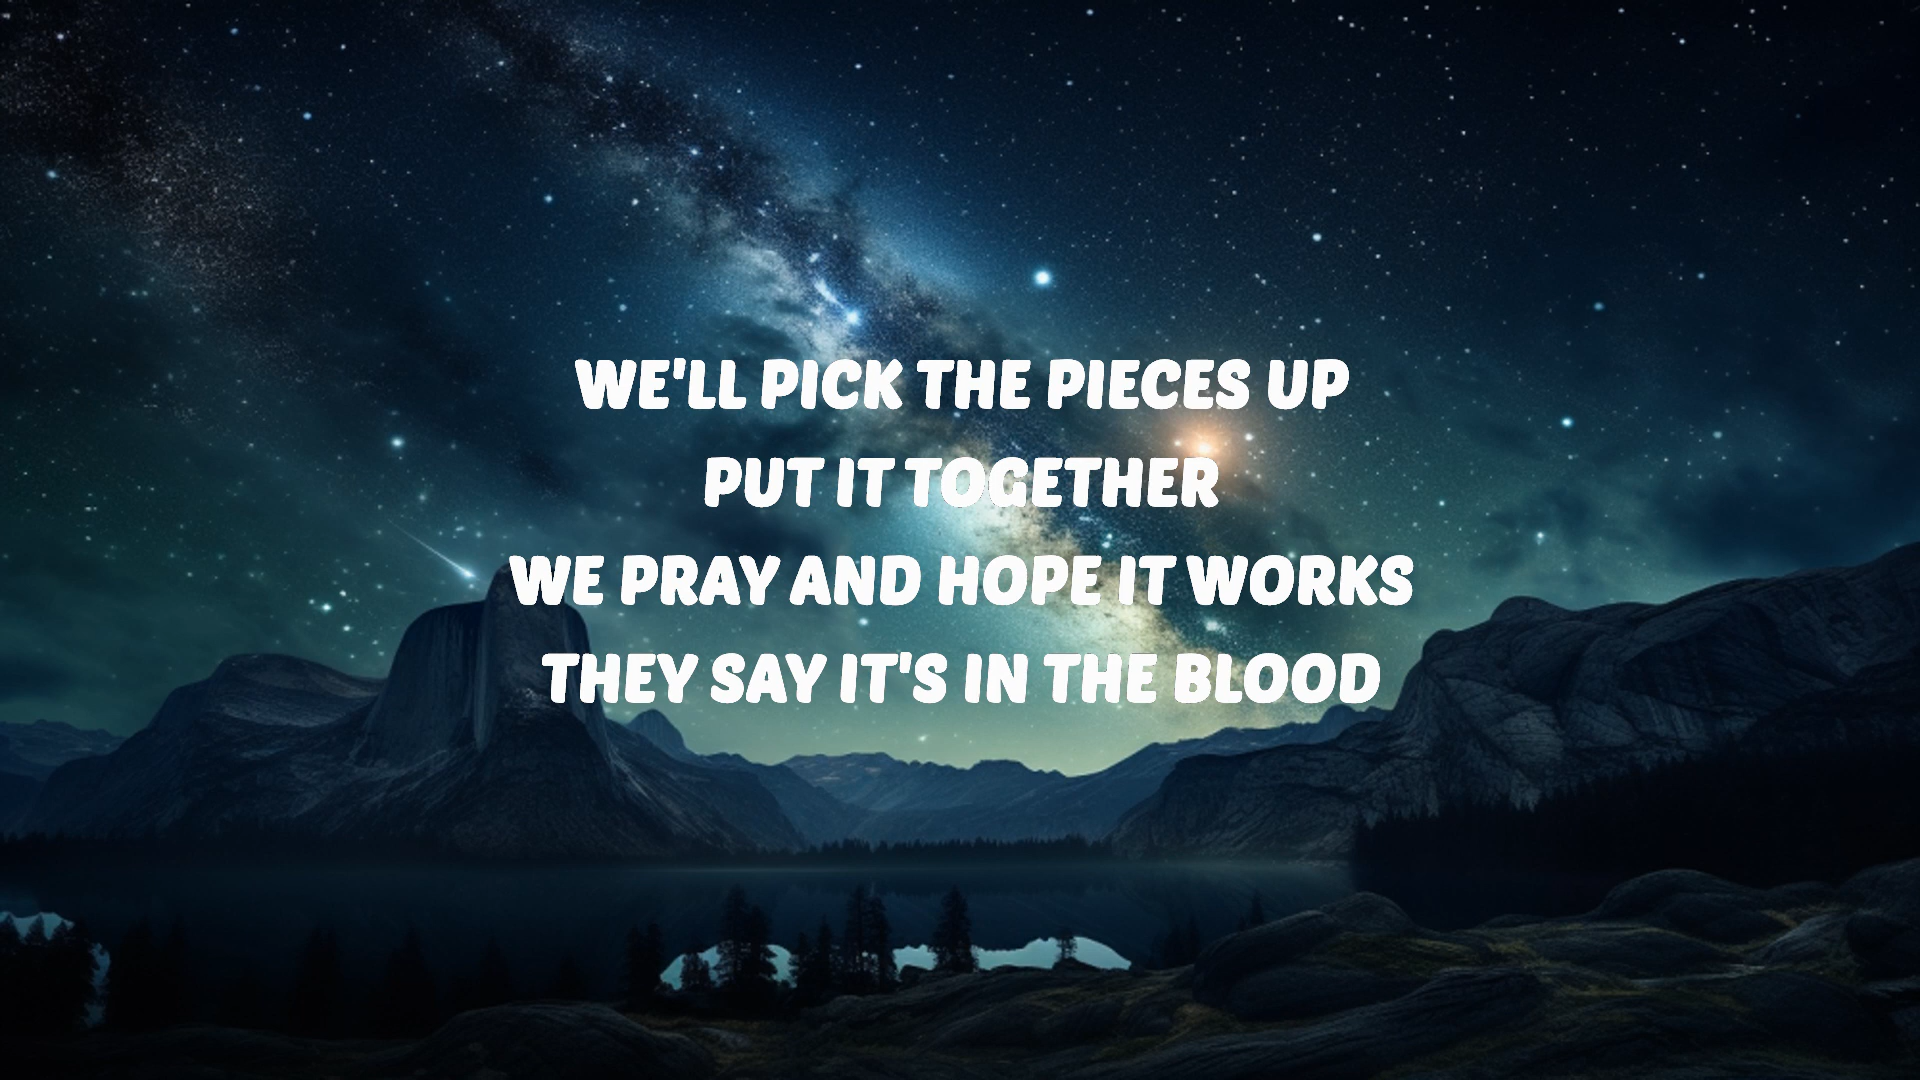 WE'LL PICK THE PIECES UP
PUT IT TOGETHER
WE PRAY AND HOPE IT WORKS
THEY SAY IT'S IN THE BLOOD